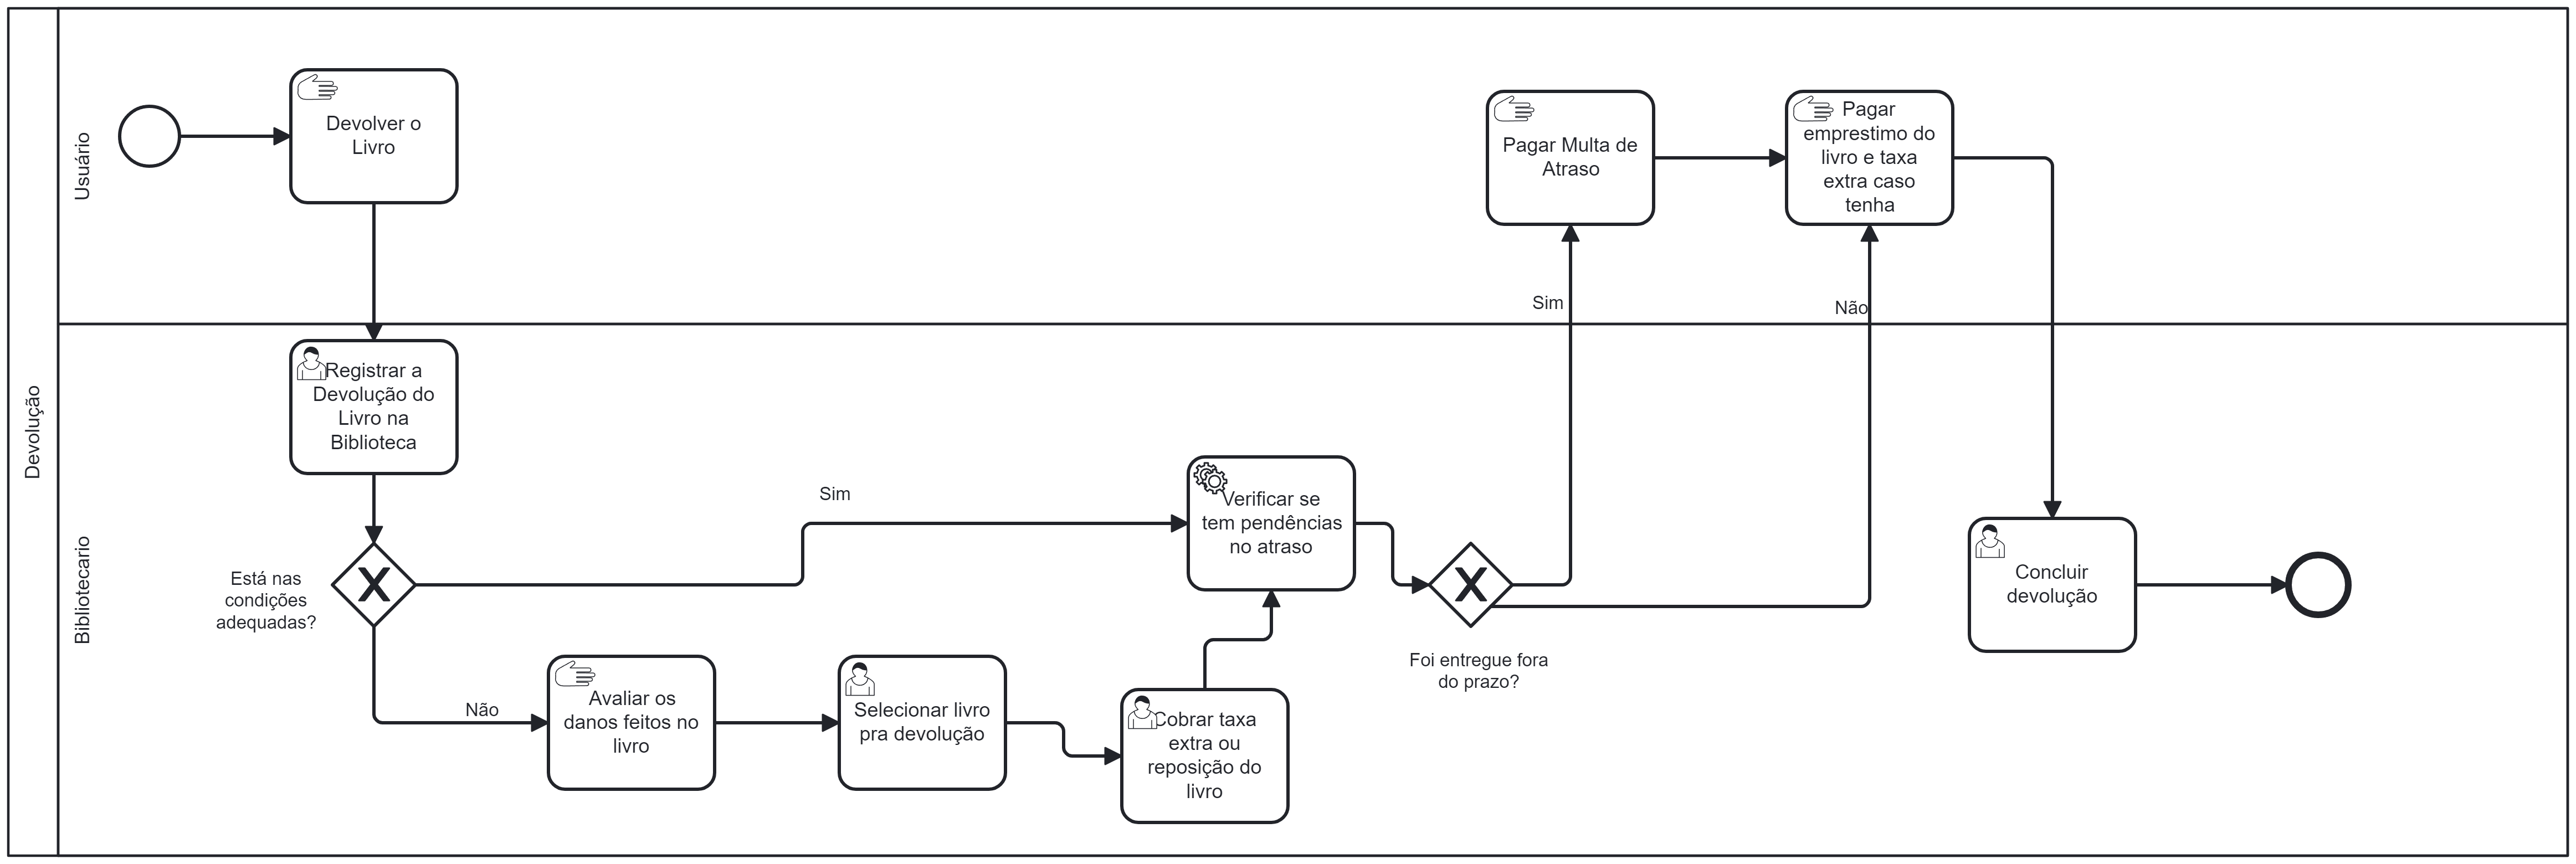 Devolução
Usuário
Devolver o
Livro
Pagar Multa de
Atraso
Pagar
emprestimo do
livro e taxa
extra caso
tenha
Sim
Não
Bibliotecario
Registrar a
Devolução do
Livro na
Biblioteca
Está nas
condições
adequadas?
Sim
Não
Avaliar os
danos feitos no
livro
Selecionar livro
pra devolução
Cobrar taxa
extra ou
reposição do
livro
Verificar se
tem pendências
no atraso
Foi entregue fora
do prazo?
Concluir
devolução